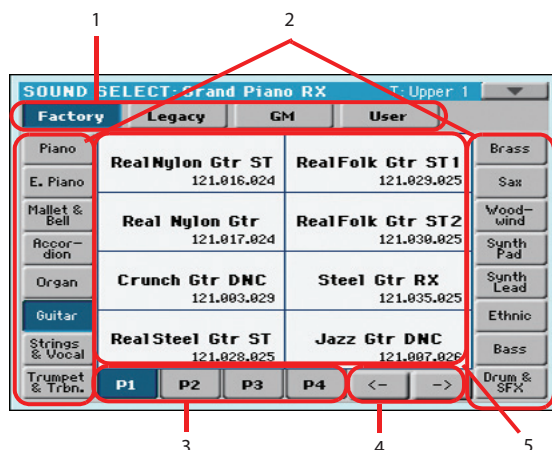 1
2
SOUND SELECT: Grand Piano RX
T: Upper 1
Factory
Legacy
GM
User
Piano
E. Piano
Mallet &
Bell
Accor-
dion
Organ
Guitar
Strings
& Vocal
Trumpet
& Trbn.
RealNylon Gtr ST
121.016.024
RealFolk Gtr ST1
121.029.025
Real Nylon Gtr
121.017.024
RealFolk Gtr ST2
121.030.025
Crunch Gtr DNC
121.003.029
Steel Gtr RX
121.035.025
RealSteel Gtr ST
121.028.025
Jazz Gtr DNC
121.007.026
Brass
Sax
Wood-
wind
Synth
Pad
Synth
Lead
Ethnic
Bass
Drum &
SFX
P1
P2
P3
P4
<-
->
3
4
5